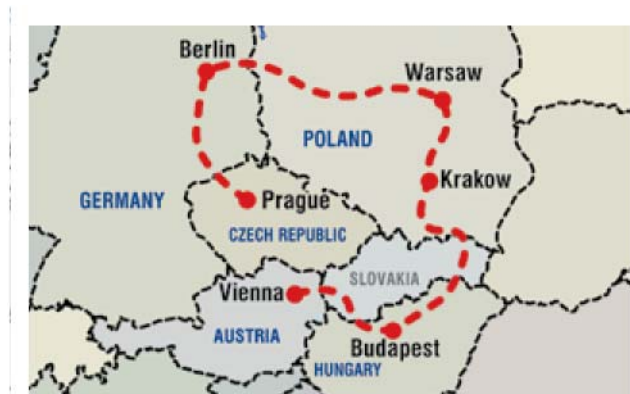 Berlin
Warsaw
POLAND
Krakow
GERMANY
Prague
CZECH REPUBLIC
SLOVAKIA
Vienna
AUSTRIA
Budapest
HUNGARY